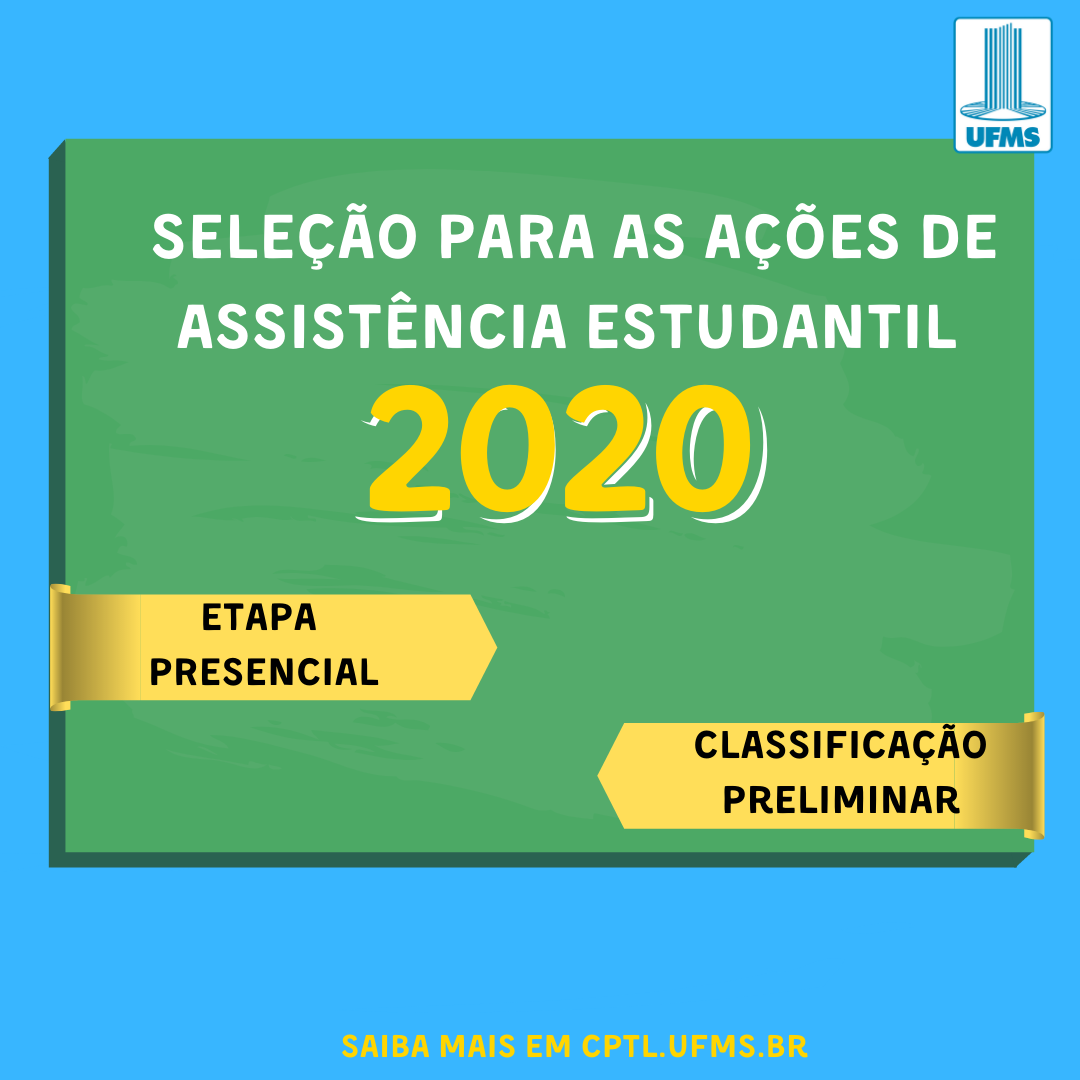 UFMS
SELEÇÃO PARA AS AÇÕES DE
ASSISTÊNCIA ESTUDANTIL
2020
ETAPA
PRESENCIAL
CLASSIFICAÇÃO
PRELIMINAR
SAIBA MAIS EM CPTL.UFMS.BR